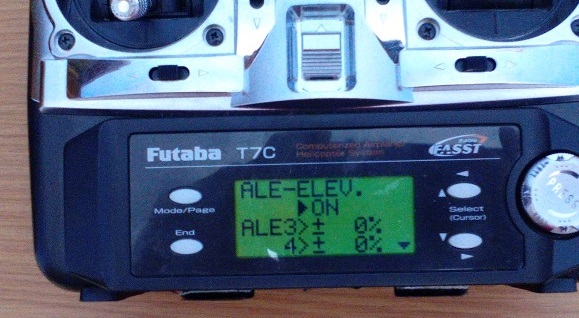 Futaba T7C
Computerized Airplane
Helicopter System
FASST
Mode/Page
End
ALE-ELEV.
▶ON
ALE3>± 0%
4>± 0%
Select
(Cursor)
PRESS